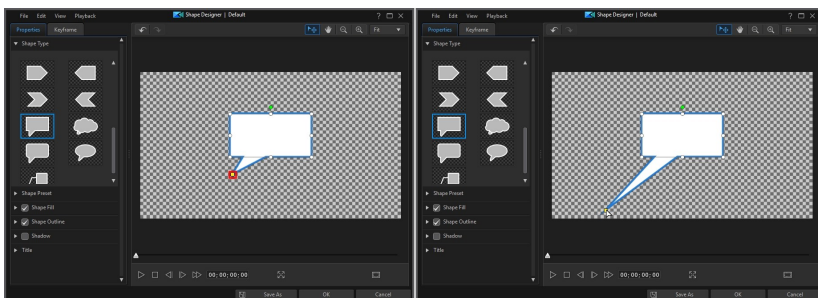 File Edit View Playback
Shape Designer | Default
Properties Keyframe
Fit
Shape Type
Shape Preset
Shape Fill
Shape Outline
Shadow
Title
00;00;00;00
Save As OK Cancel
File Edit View Playback
Shape Designer | Default
Properties Keyframe
Fit
Shape Type
Shape Preset
Shape Fill
Shape Outline
Shadow
Title
00;00;00;00
Save As OK Cancel